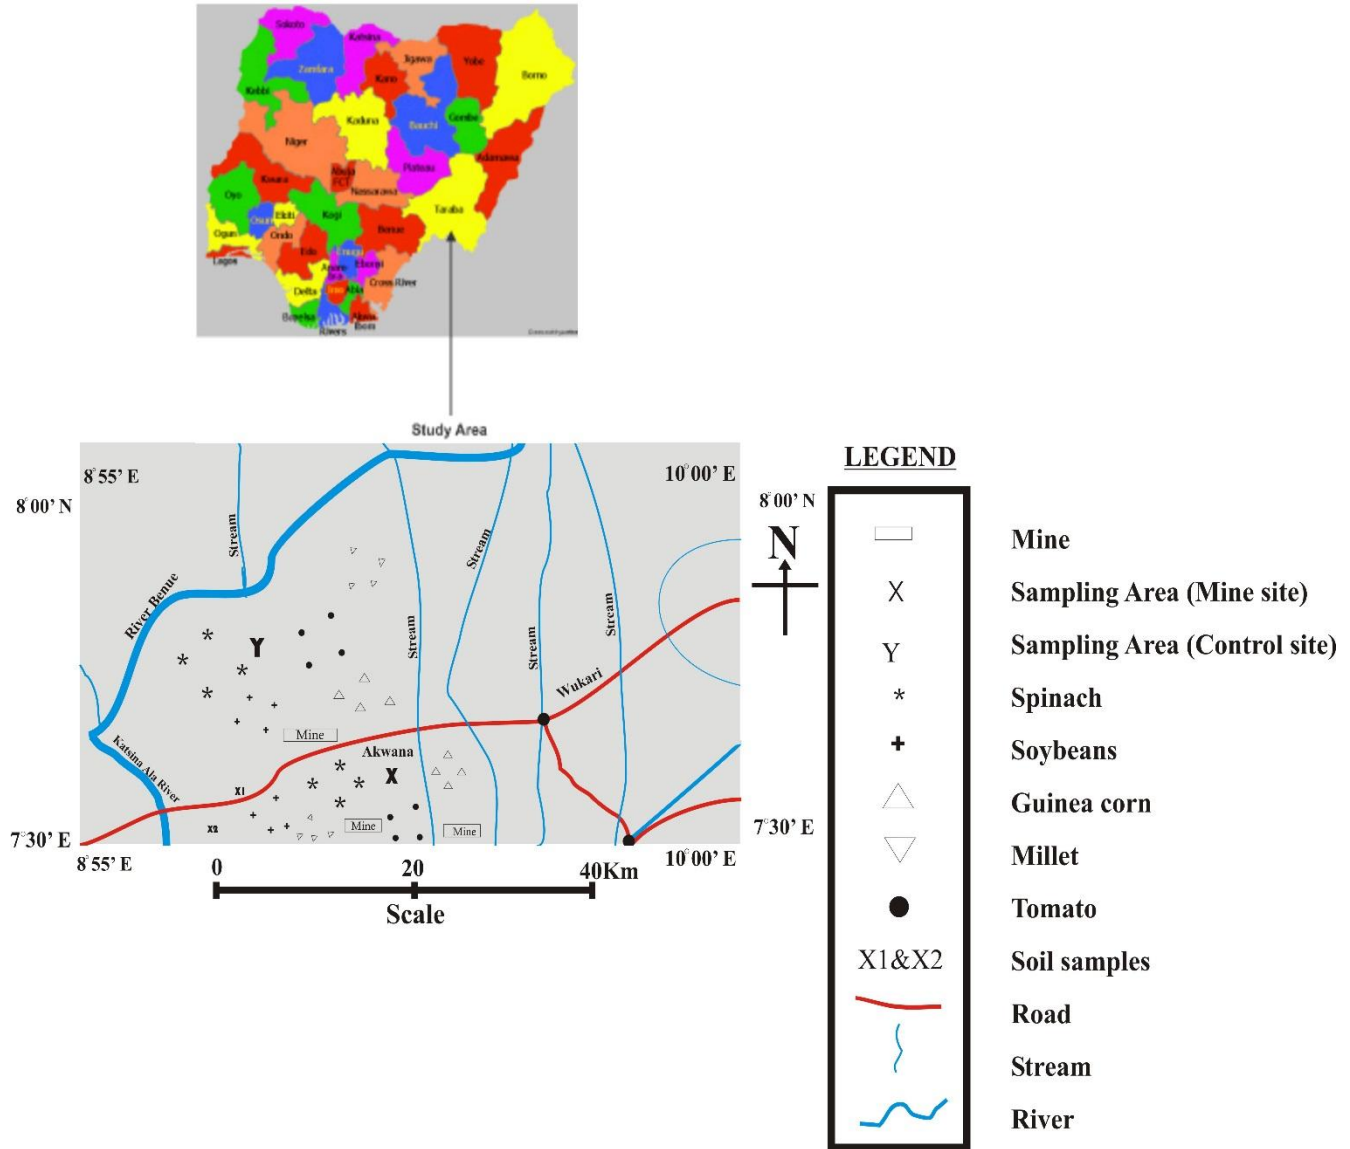 Sokoto
Katsina
Jigawa
Yobe
Borno
Zamfara
Kano
Kebbi
Kaduna
Bauchi
Gombe
Niger
Adamawa
Plateau
Kwara
Abuja
FCT
Nassarawa
Oyo
Taraba
Osun
Ekiti
Kogi
Benue
Ogun
Ondo
Edo
Enugu
Lagos
Anam-
bra
Ebonyi
Cross River
Delta
Imo
Abia
Bayelsa
Rivers
Akwa
Ibom
Study Area
8°55’ E
10°00’ E
8°00’ N
8°00’ N
N
Stream
Stream
River Benue
Y
Stream
Stream
Stream
Wukari
Mine
Akwana
X
Katsina Ala River
X1
X2
Mine
Mine
7°30’ E
7°30’
8°55’ E
10°00’ E
0
20
40Km
Scale
LEGEND
Mine
X
Sampling Area (Mine site)
Y
Sampling Area (Control site)
*
Spinach
+
Soybeans
Guinea corn
Millet
Tomato
X1&X2
Soil samples
Road
Stream
River